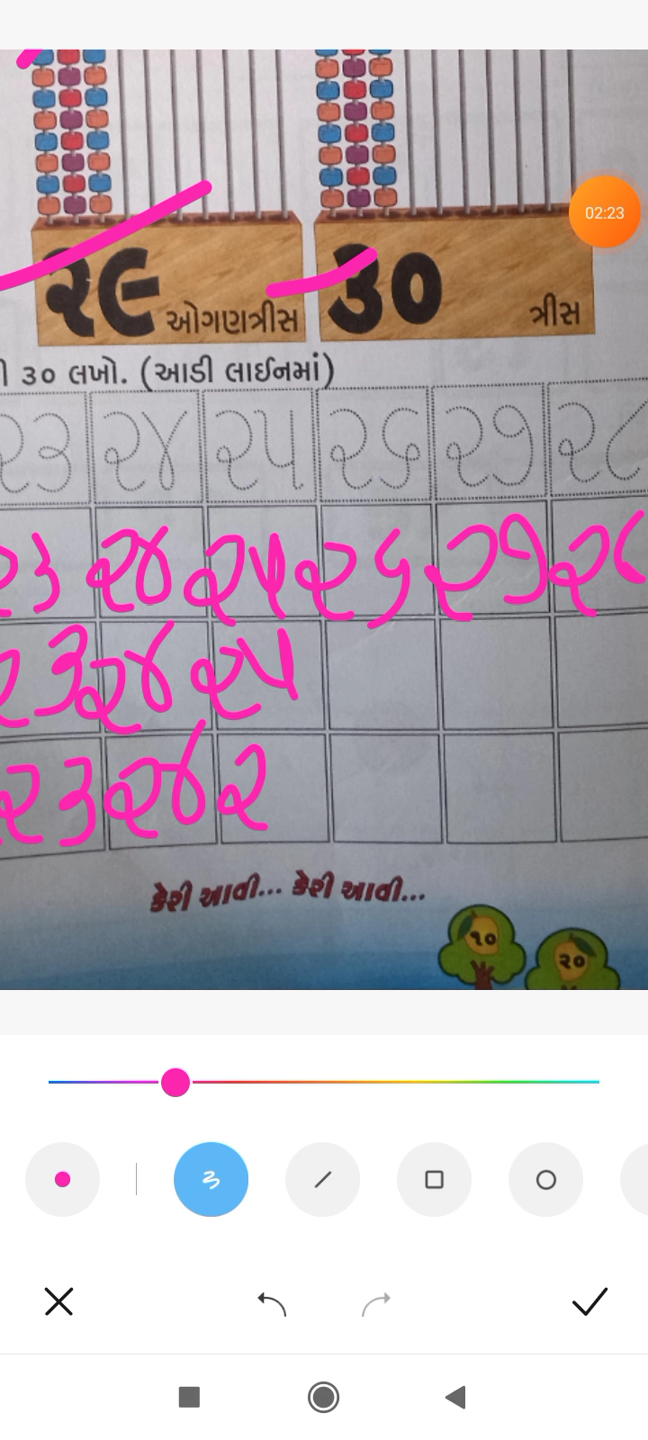 02:23
૨૯ ઓગણત્રીસ ૩૦ ત્રીસ
ી ૩૦ લખો. (આડી લાઈનમાં)
૨૩ ૨૪ ૨૫ ૨૬ ૨૭ ૨૮
૨૩ ૨૪ ૨૫ ૨૬ ૨૭ ૨૮
૨૩ ૨૪ ૨૫
૨૩ ૨૪ ૨
કેરી આવી... કેરી આવી...
૧૦ ૨૦